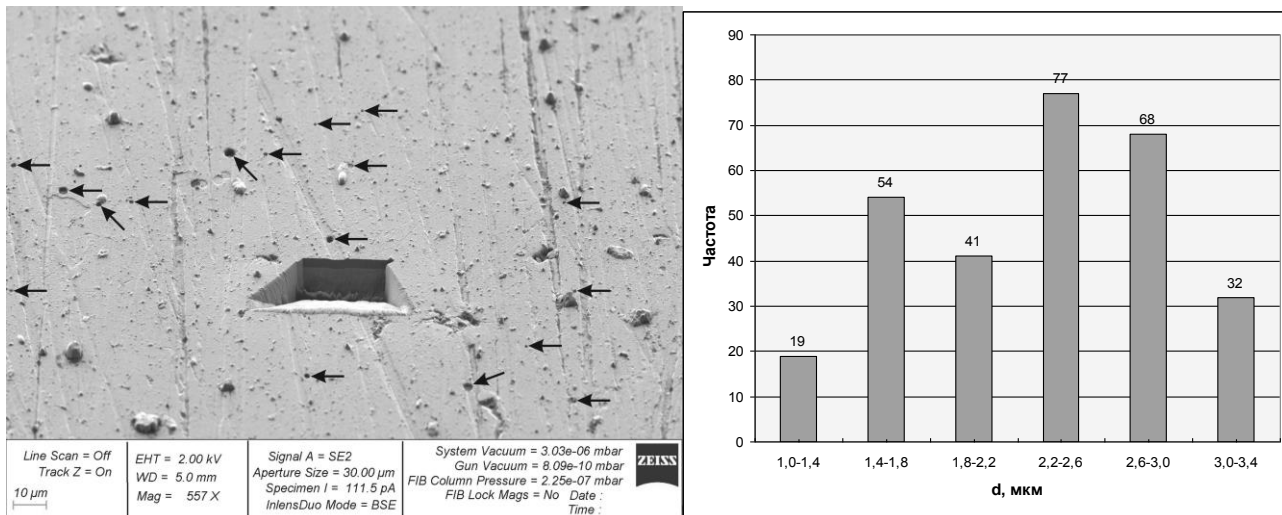 Line Scan = Off
Track Z = On
10 µm
EHT = 2.00 kV
WD = 5.0 mm
Mag = 557 X
Signal A = SE2
Aperture Size = 30.00 µm
Specimen I = 111.5 pA
InlensDuo Mode = BSE
System Vacuum = 3.03e-06 mbar
Gun Vacuum = 8.09e-10 mbar
FIB Column Pressure = 2.25e-07 mbar
FIB Lock Mags = No Date :
Time :
ZEISS
Частота
90
80
70
60
50
40
30
20
10
0
19
54
41
77
68
32
1,0-1,4
1,4-1,8
1,8-2,2
2,2-2,6
2,6-3,0
3,0-3,4
d, мкм